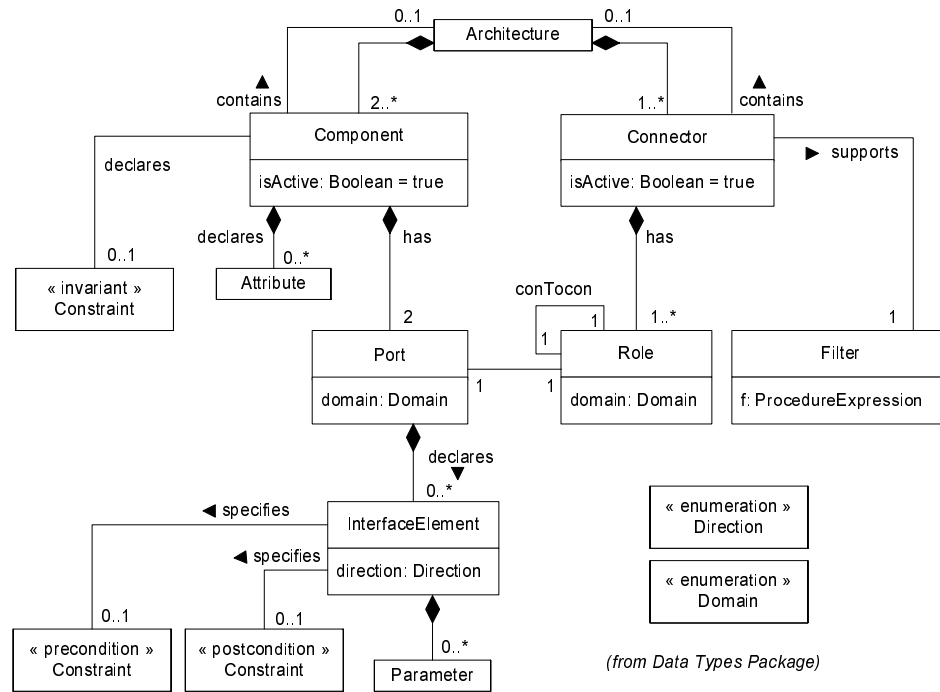 0..1
Architecture
0..1
contains
2..*
1..*
contains
Component
Connector
declares
isActive: Boolean = true
isActive: Boolean = true
supports
declares
has
has
0..1
0..*
« invariant »
Constraint
Attribute
conTocon
2
1
1
1..*
1
Port
Role
Filter
1
1
domain: Domain
domain: Domain
f: ProcedureExpression
declares
0..*
specifies
InterfaceElement
« enumeration »
Direction
specifies
direction: Direction
« enumeration »
Domain
0..1
0..1
0..*
« precondition »
Constraint
« postcondition »
Constraint
Parameter
(from Data Types Package)